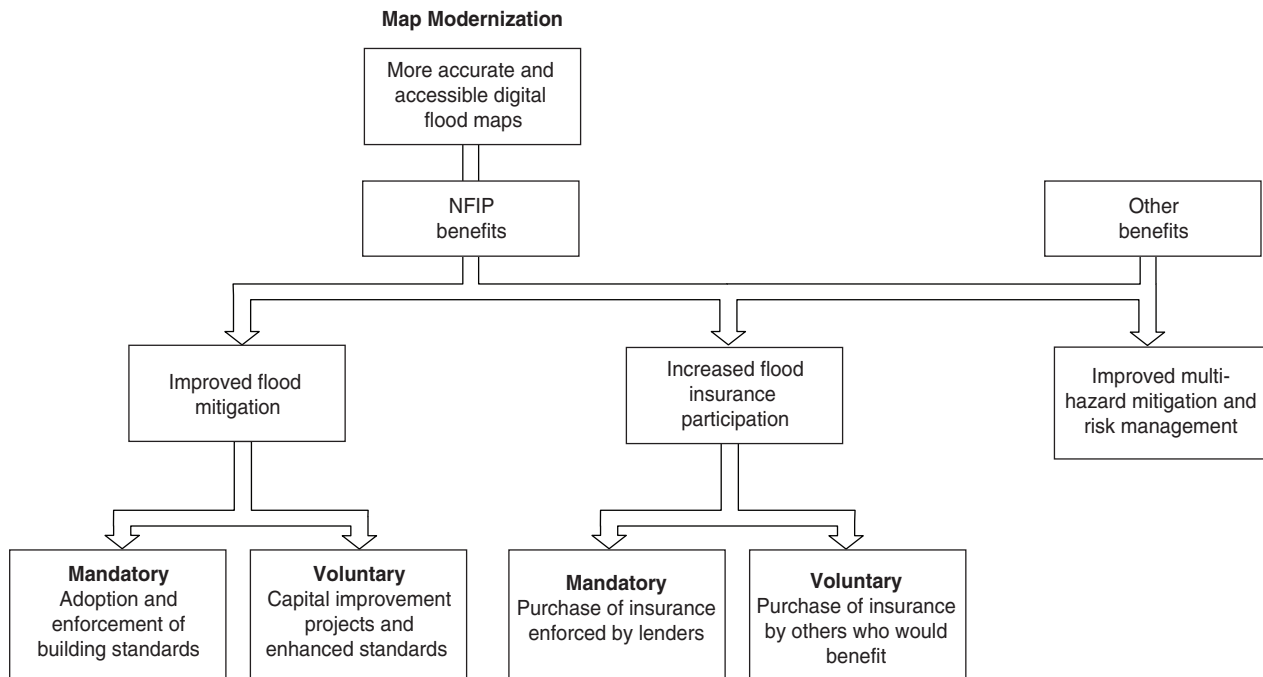 Map Modernization
More accurate and
accessible digital
flood maps
NFIP
benefits
Other
benefits
Improved flood
mitigation
Increased flood
insurance
participation
Improved multi-
hazard mitigation and
risk management
Mandatory
Adoption and
enforcement of
building standards
Voluntary
Capital improvement
projects and
enhanced standards
Mandatory
Purchase of insurance
enforced by lenders
Voluntary
Purchase of insurance
by others who would
benefit